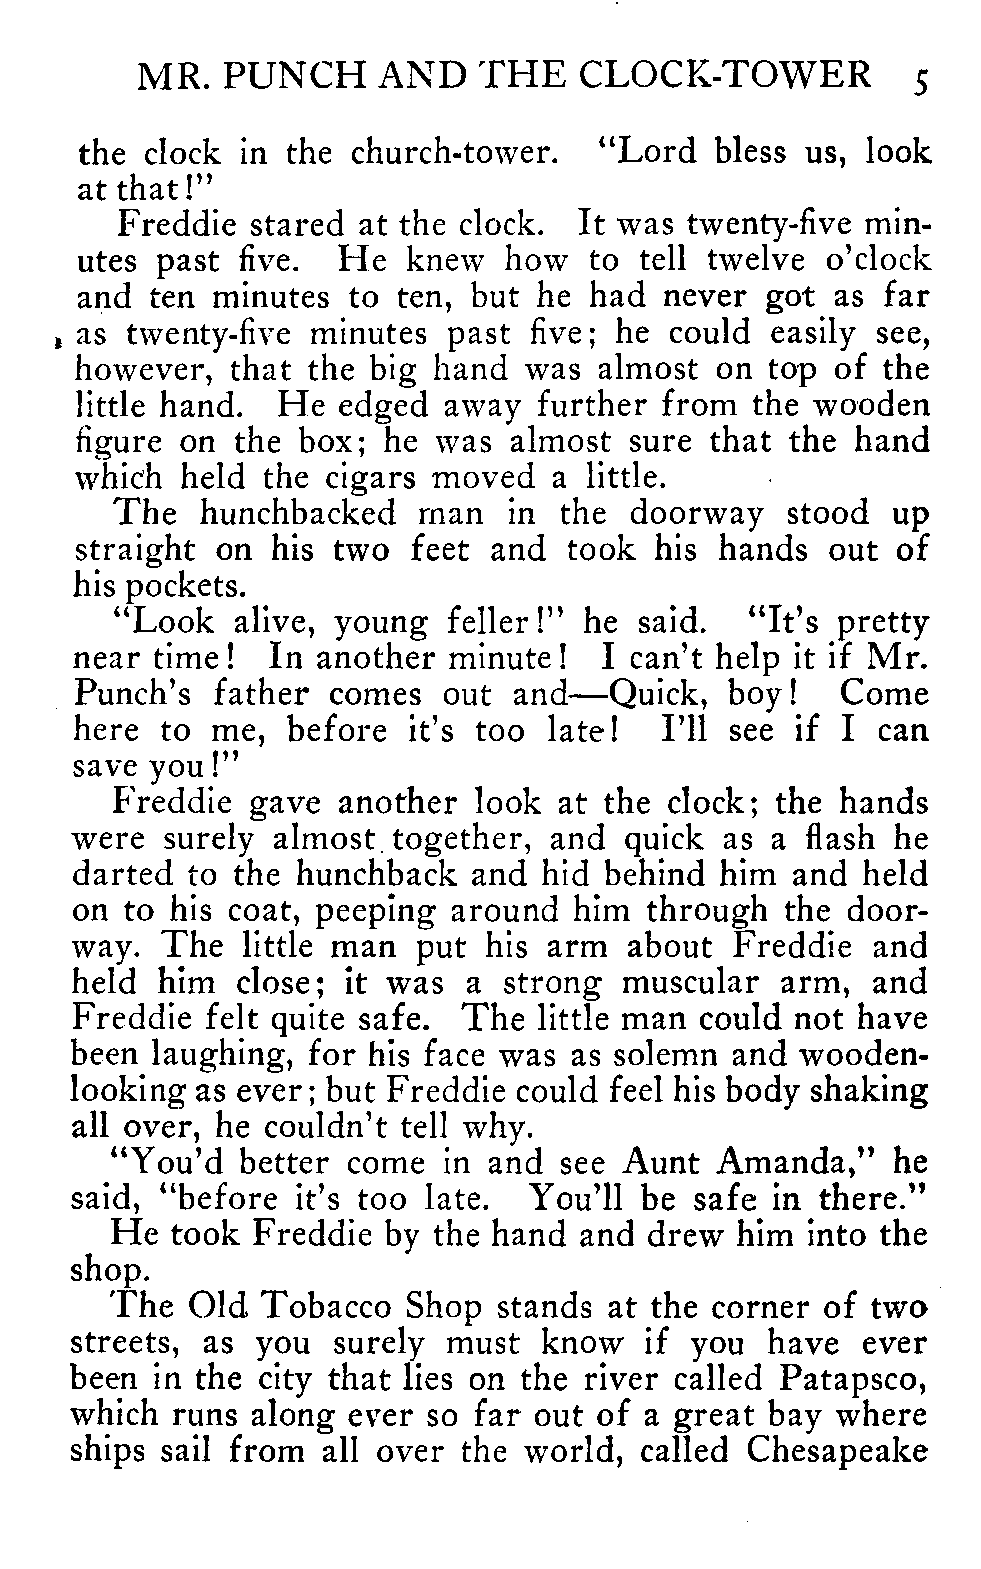 MR. PUNCH AND THE CLOCK-TOWER 5
the clock in the church-tower. "Lord bless us, look
at that!"
Freddie stared at the clock. It was twenty-five min-
utes past five. He knew how to tell twelve o'clock
and ten minutes to ten, but he had never got as far
as twenty-five minutes past five; he could easily see,
however, that the big hand was almost on top of the
little hand. He edged away further from the wooden
figure on the box; he was almost sure that the hand
which held the cigars moved a little.
The hunchbacked man in the doorway stood up
straight on his two feet and took his hands out of
his pockets.
"Look alive, young feller!" he said. "It's pretty
near time! In another minute! I can't help it if Mr.
Punch's father comes out and—Quick, boy! Come
here to me, before it's too late! I'll see if I can
save you!"
Freddie gave another look at the clock; the hands
were surely almost together, and quick as a flash he
darted to the hunchback and hid behind him and held
on to his coat, peeping around him through the door-
way. The little man put his arm about Freddie and
held him close; it was a strong muscular arm, and
Freddie felt quite safe. The little man could not have
been laughing, for his face was as solemn and wooden-
looking as ever; but Freddie could feel his body shaking
all over, he couldn't tell why.
"You'd better come in and see Aunt Amanda," he
said, "before it's too late. You'll be safe in there."
He took Freddie by the hand and drew him into the
shop.
The Old Tobacco Shop stands at the corner of two
streets, as you surely must know if you have ever
been in the city that lies on the river called Patapsco,
which runs along ever so far out of a great bay where
ships sail from all over the world, called Chesapeake